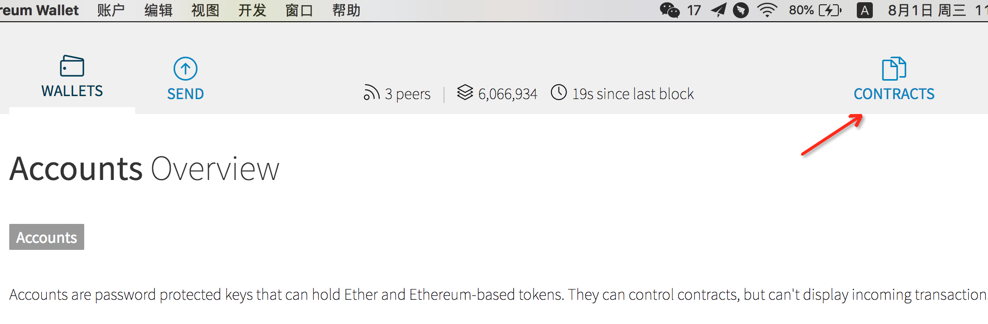 reum Wallet 账户 编辑 视图 开发 窗口 帮助 17 80% A 8月1日 周三 11
WALLETS SEND 3 peers | 6,066,934 19s since last block CONTRACTS
Accounts Overview
Accounts
Accounts are password protected keys that can hold Ether and Ethereum-based tokens. They can control contracts, but can't display incoming transaction